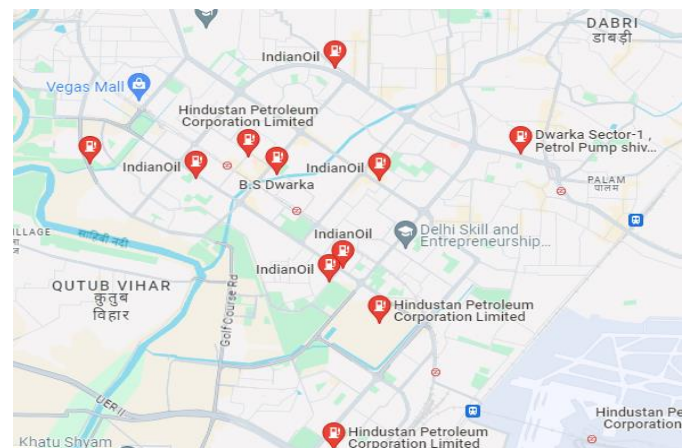 DABRI
डाबड़ी
IndianOil
Vegas Mall
Hindustan Petroleum
Corporation Limited
Dwarka Sector-1 ,
Petrol Pump shiv...
IndianOil
IndianOil
B.S Dwarka
PALAM
पालम
IndianOil
Delhi Skill and
Entrepreneurship...
साहिबी नदी
IndianOil
QUTUB VIHAR
क़ुतुब
विहार
Golf Course Rd
Hindustan Petroleum
Corporation Limited
UER II
Hindustan Pe
Corporation
Khatu Shyam
Hindustan Petroleum
Corporation Limited